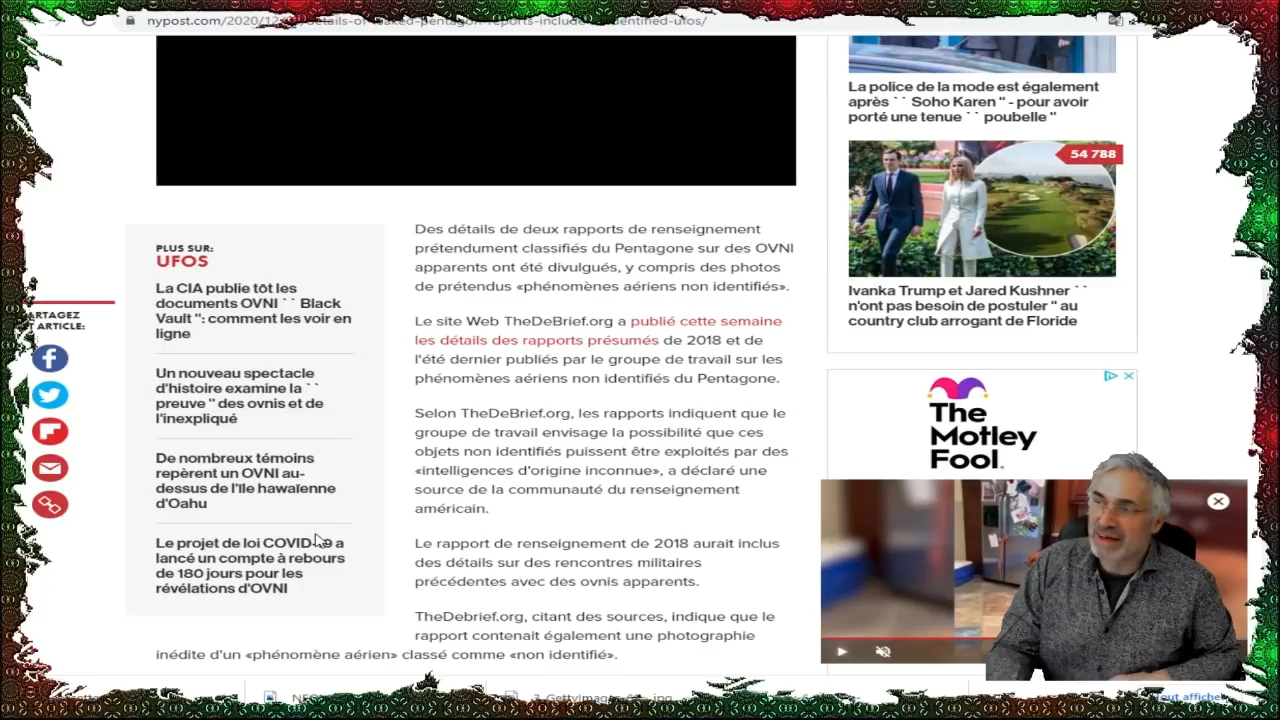 nypost.com/2020/12
details-of-leaked-pentagon-reports-include
identified-ufos/
PLUS SUR:
UFOS
La CIA publie tôt les
documents OVNI `` Black
Vault ": comment les voir en
ligne
Un nouveau spectacle
d'histoire examine la ``
preuve " des ovnis et de
l'inexpliqué
De nombreux témoins
repèrent un OVNI au-
dessus de l'île hawaïenne
d'Oahu
Le projet de loi COVID-19 a
lancé un compte à rebours
de 180 jours pour les
révélations d'OVNI
ARTAGEZ
T ARTICLE:
Des détails de deux rapports de renseignement
prétendument classifiés du Pentagone sur des OVNI
apparents ont été divulgués, y compris des photos
de prétendus «phénomènes aériens non identifiés».
Le site Web TheDeBrief.org a publié cette semaine
les détails des rapports présumés de 2018 et de
l'été dernier publiés par le groupe de travail sur les
phénomènes aériens non identifiés du Pentagone.
Selon TheDeBrief.org, les rapports indiquent que le
groupe de travail envisage la possibilité que ces
objets non identifiés puissent être exploités par des
«intelligences d'origine inconnue», a déclaré une
source de la communauté du renseignement
américain.
Le rapport de renseignement de 2018 aurait inclus
des détails sur des rencontres militaires
précédentes avec des ovnis apparents.
TheDebrief.org, citant des sources, indique que le
rapport contenait également une photographie
inédite d'un «phénomène aérien» classé comme «non identifié».
La police de la mode est également
après `` Soho Karen " - pour avoir
porté une tenue `` poubelle "
54 788
Ivanka Trump et Jared Kushner ``
n'ont pas besoin de postuler " au
country club arrogant de Floride
The
Motley
Fool.